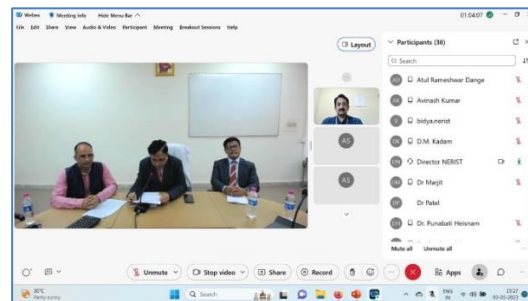 Webex Meeting Info Hide Menu Bar 01:04:07
File Edit Share View Audio & Video Participant Meeting Breakout Sessions Help
Layout
Participants (36)
Search
Atul Rameshwar Dange
Avinash Kumar
bidya.nerist
D.M. Kadam
Director NERIST
Dr Marjit
DP Dr Patel
Dr. Punabati Heisnam
AS
AS
Mute all Unmute all
Unmute Stop video Share Record Apps
30°C
Partly sunny
Search
ENG
IN
15:27